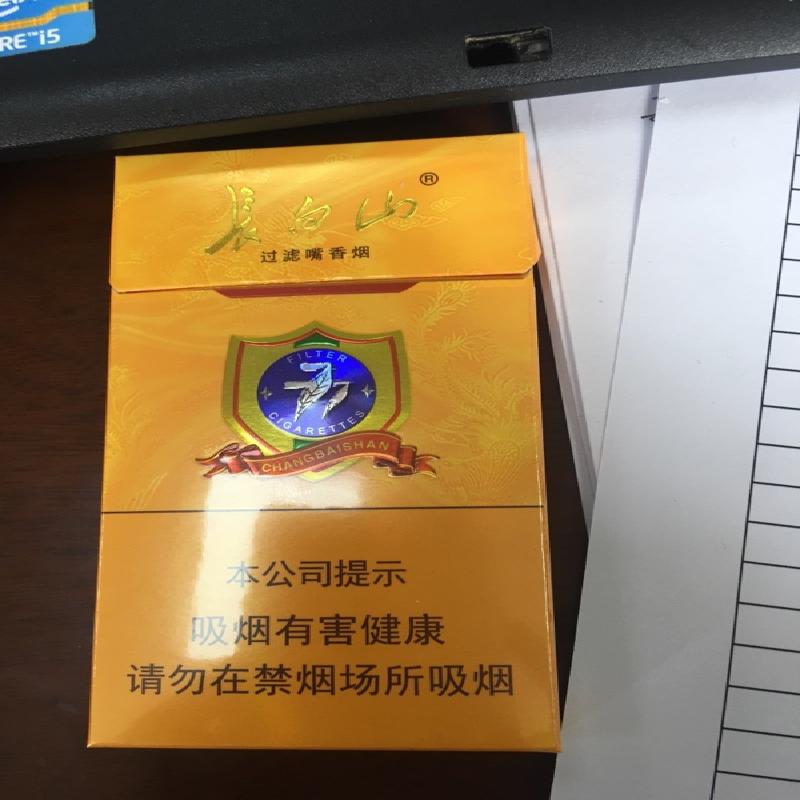 RE™i5
長白山®
过滤嘴香烟
FILTER
CIGARETTES
CHANGBAISHAN
本公司提示
吸烟有害健康
请勿在禁烟场所吸烟